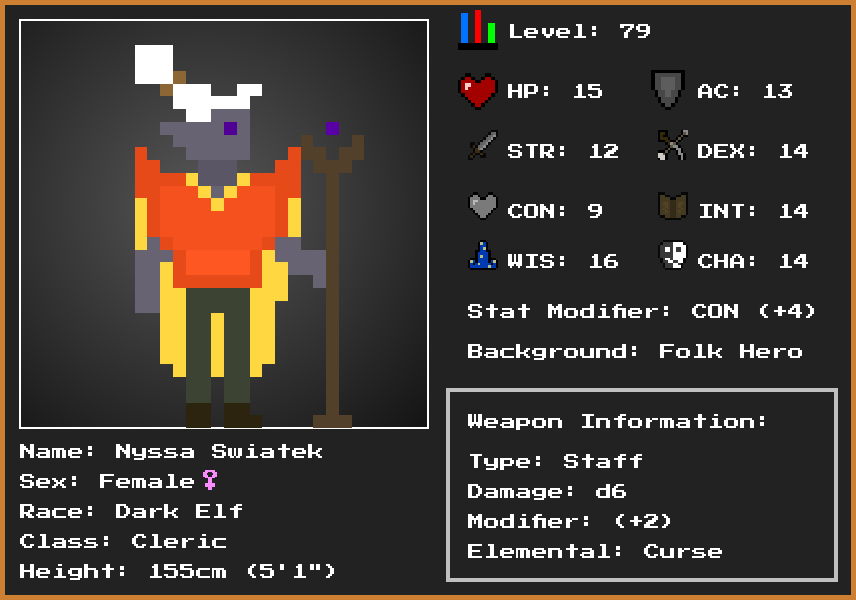 Level: 79
HP: 15
AC: 13
STR: 12
DEX: 14
CON: 9
INT: 14
WIS: 16
CHA: 14
Stat Modifier: CON (+4)
Background: Folk Hero
Weapon Information:
Type: Staff
Damage: d6
Modifier: (+2)
Elemental: Curse
Name: Nyssa Swiatek
Sex: Female♀
Race: Dark Elf
Class: Cleric
Height: 155cm (5'1")